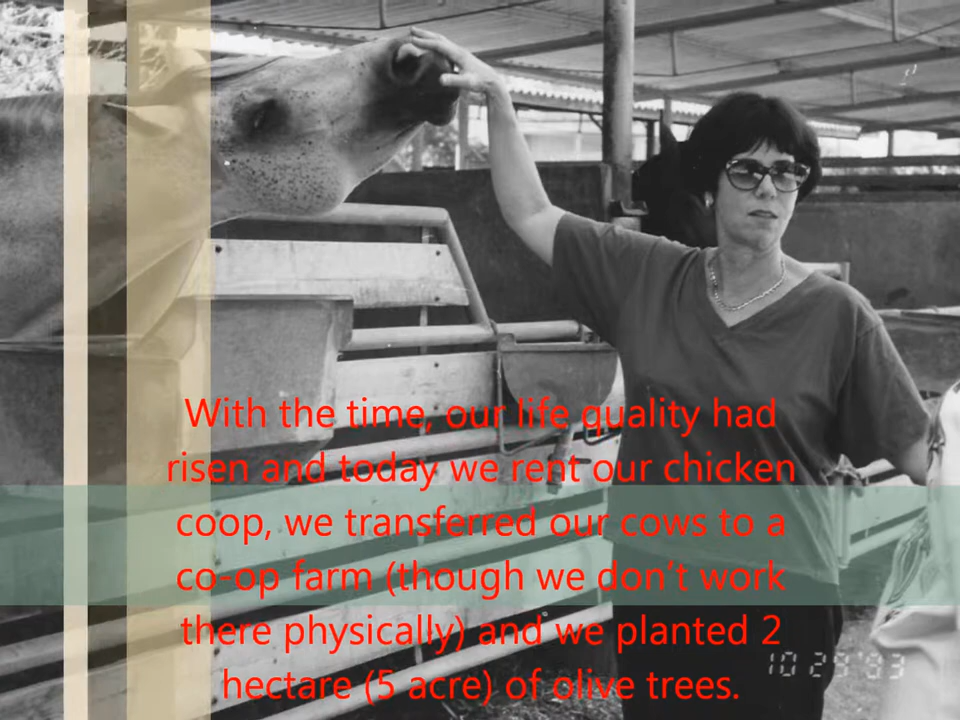 With the time, our life quality had
risen and today we rent our chicken
coop, we transferred our cows to a
co-op farm (though we don't work
there physically) and we planted 2
hectare (5 acre) of olive trees.
10 29 '03